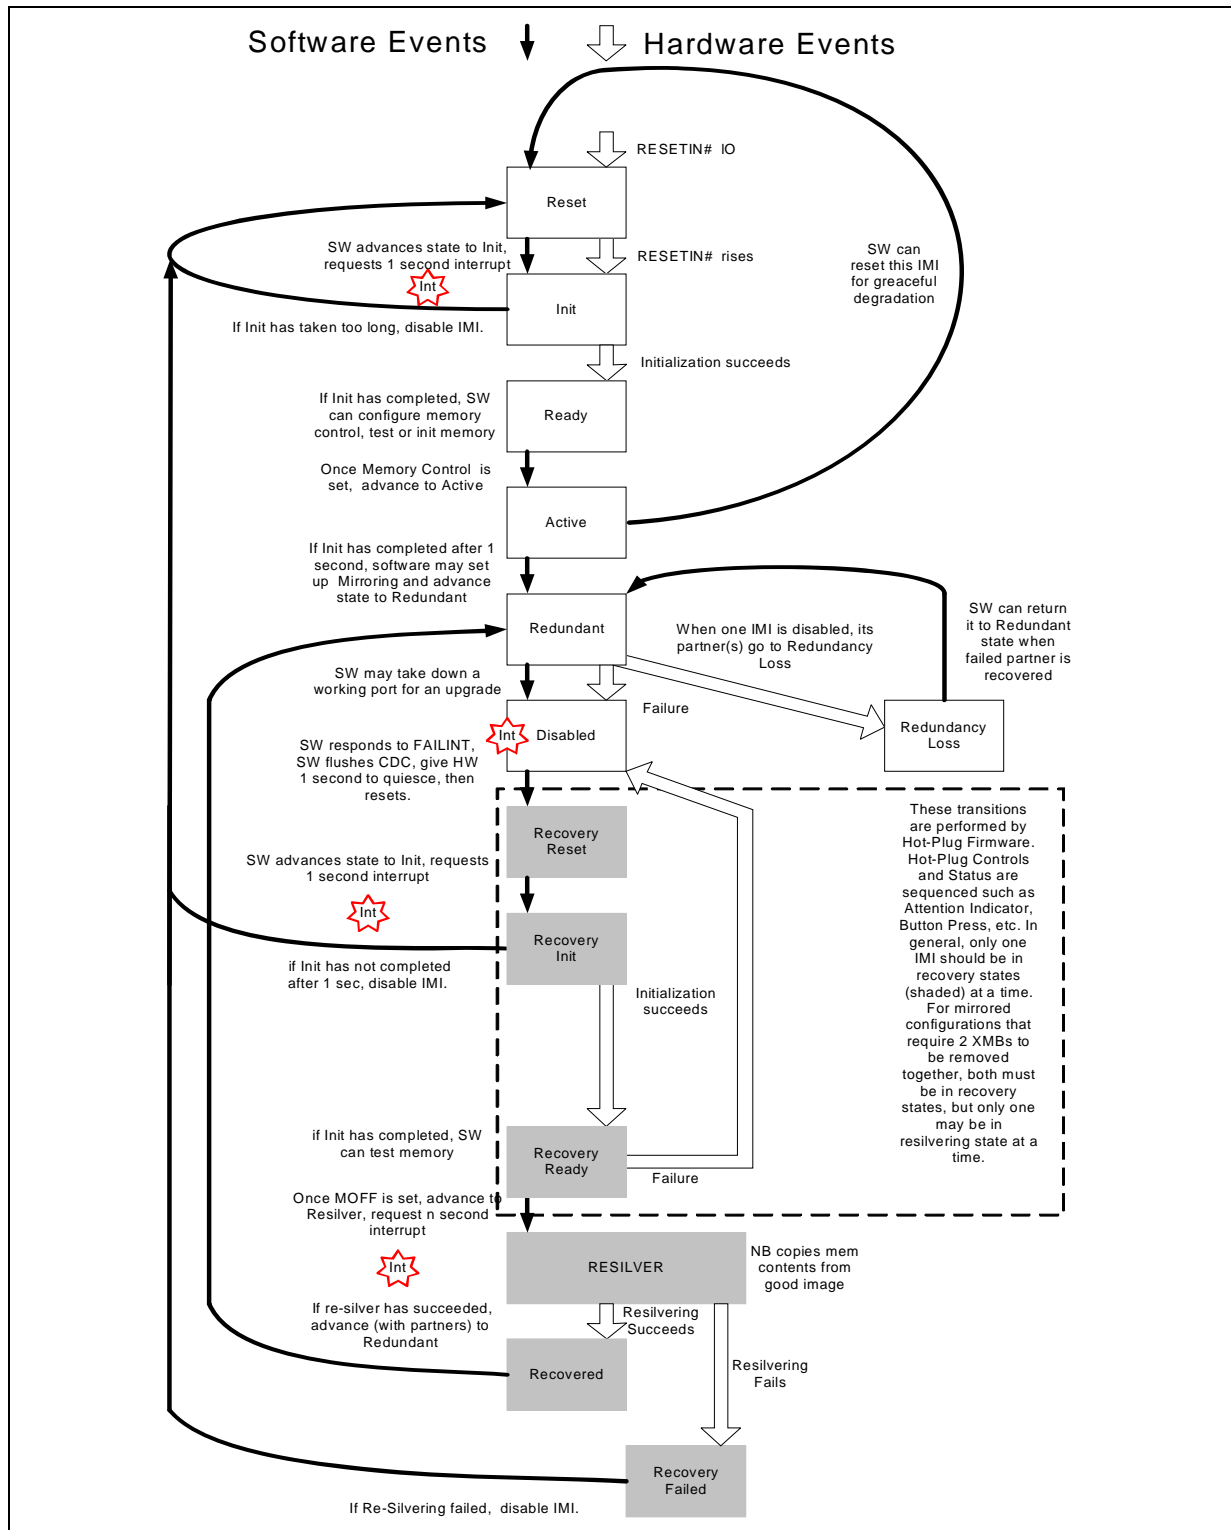 Software Events
Hardware Events
RESETIN# IO
Reset
SW advances state to Init,
requests 1 second interrupt
RESETIN# rises
SW can
reset this IMI
for greaceful
degradation
Int
Init
If Init has taken too long, disable IMI.
Initialization succeeds
If Init has completed, SW
can configure memory
control, test or init memory
Ready
Once Memory Control is
set, advance to Active
Active
If Init has completed after 1
second, software may set
up Mirroring and advance
state to Redundant
Redundant
When one IMI is disabled, its
partner(s) go to Redundancy
Loss
SW can return
it to Redundant
state when
failed partner is
recovered
SW may take down a
working port for an upgrade
Failure
Int
Disabled
Redundancy
Loss
SW responds to FAILINT,
SW flushes CDC, give HW
1 second to quiesce, then
resets.
Recovery
Reset
These transitions
are performed by
Hot-Plug Firmware.
Hot-Plug Controls
and Status are
sequenced such as
Attention Indicator,
Button Press, etc. In
general, only one
IMI should be in
recovery states
(shaded) at a time.
For mirrored
configurations that
require 2 XMBs to
be removed
together, both must
be in recovery
states, but only one
may be in
resilvering state at a
time.
SW advances state to Init, requests
1 second interrupt
Int
Recovery
Init
if Init has not completed
after 1 sec, disable IMI.
Initialization
succeeds
if Init has completed, SW
can test memory
Recovery
Ready
Failure
Once MOFF is set, advance to
Resilver, request n second
interrupt
Int
RESILVER
NB copies mem
contents from
good image
If re-silver has succeeded,
advance (with partners) to
Redundant
Resilvering
Succeeds
Recovered
Resilvering
Fails
Recovery
Failed
If Re-Silvering failed, disable IMI.